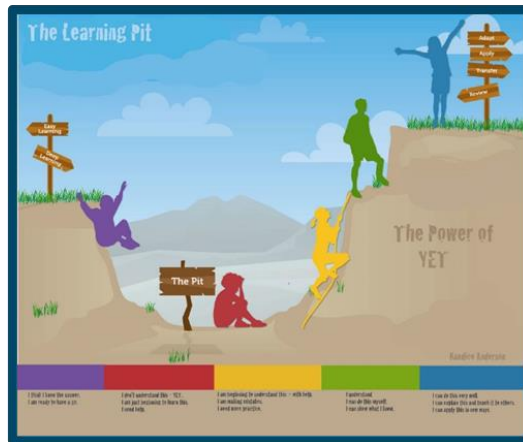 The Learning Pit
Adapt
Apply
Transfer
Review
Easy
Learning
Deep
Learning
The Pit
The Power of
YET
I think I know the answer.
I am ready to have a go.
I don't understand this - YET.
I am just beginning to learn this.
I need help.
I am beginning to understand this - with help.
I am making mistakes.
I need more practice.
I understand.
I can do this myself.
I can show what I know.
I can do this very well.
I can explain this and teach it to others.
I can apply this in new ways.